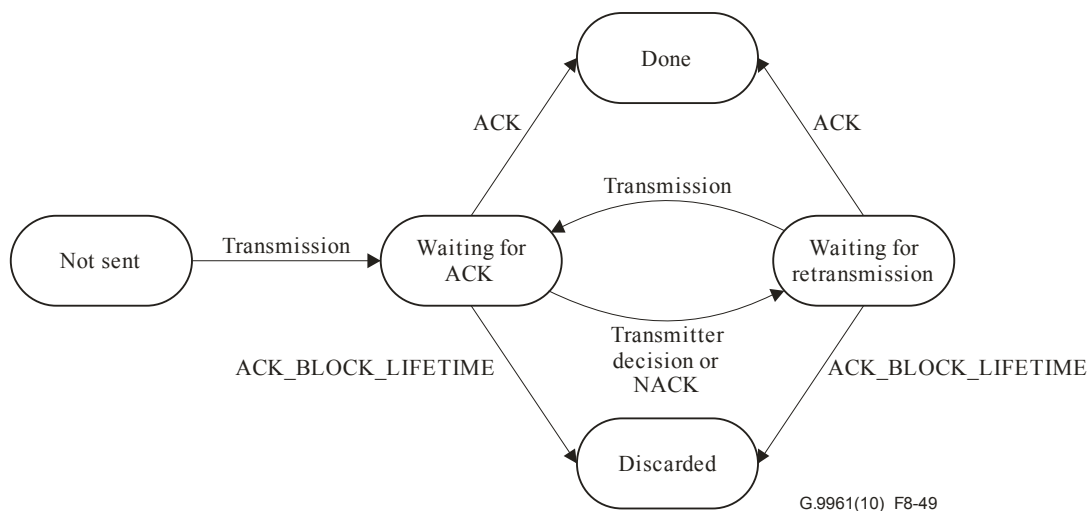 Done
ACK
ACK
Transmission
Not sent
Transmission
Waiting for
ACK
Waiting for
retransmission
Transmitter
decision or
NACK
ACK_BLOCK_LIFETIME
ACK_BLOCK_LIFETIME
Discarded
G.9961(10)_F8-49